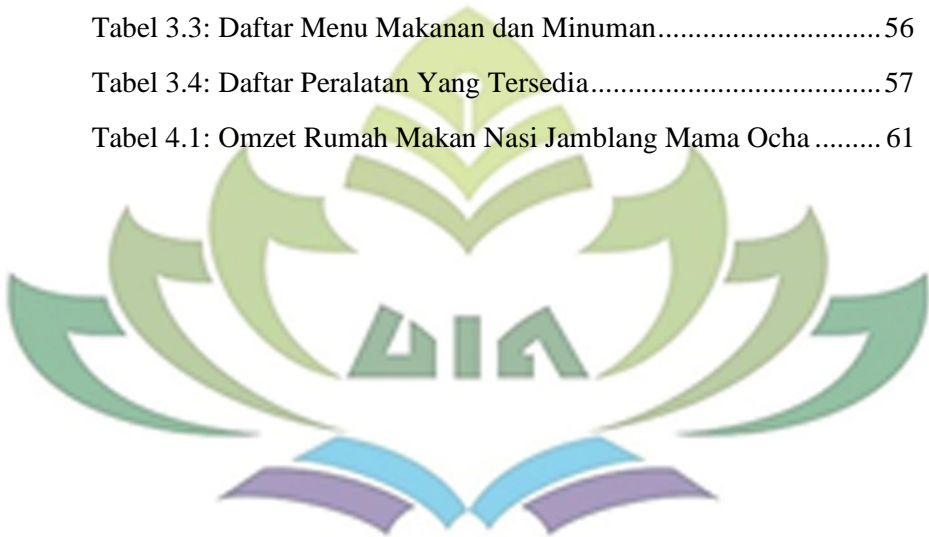 Tabel 3.3: Daftar Menu Makanan dan Minuman............................ 56
Tabel 3.4: Daftar Peralatan Yang Tersedia.................................... 57
Tabel 4.1: Omzet Rumah Makan Nasi Jamblang Mama Ocha ......... 61
UIN